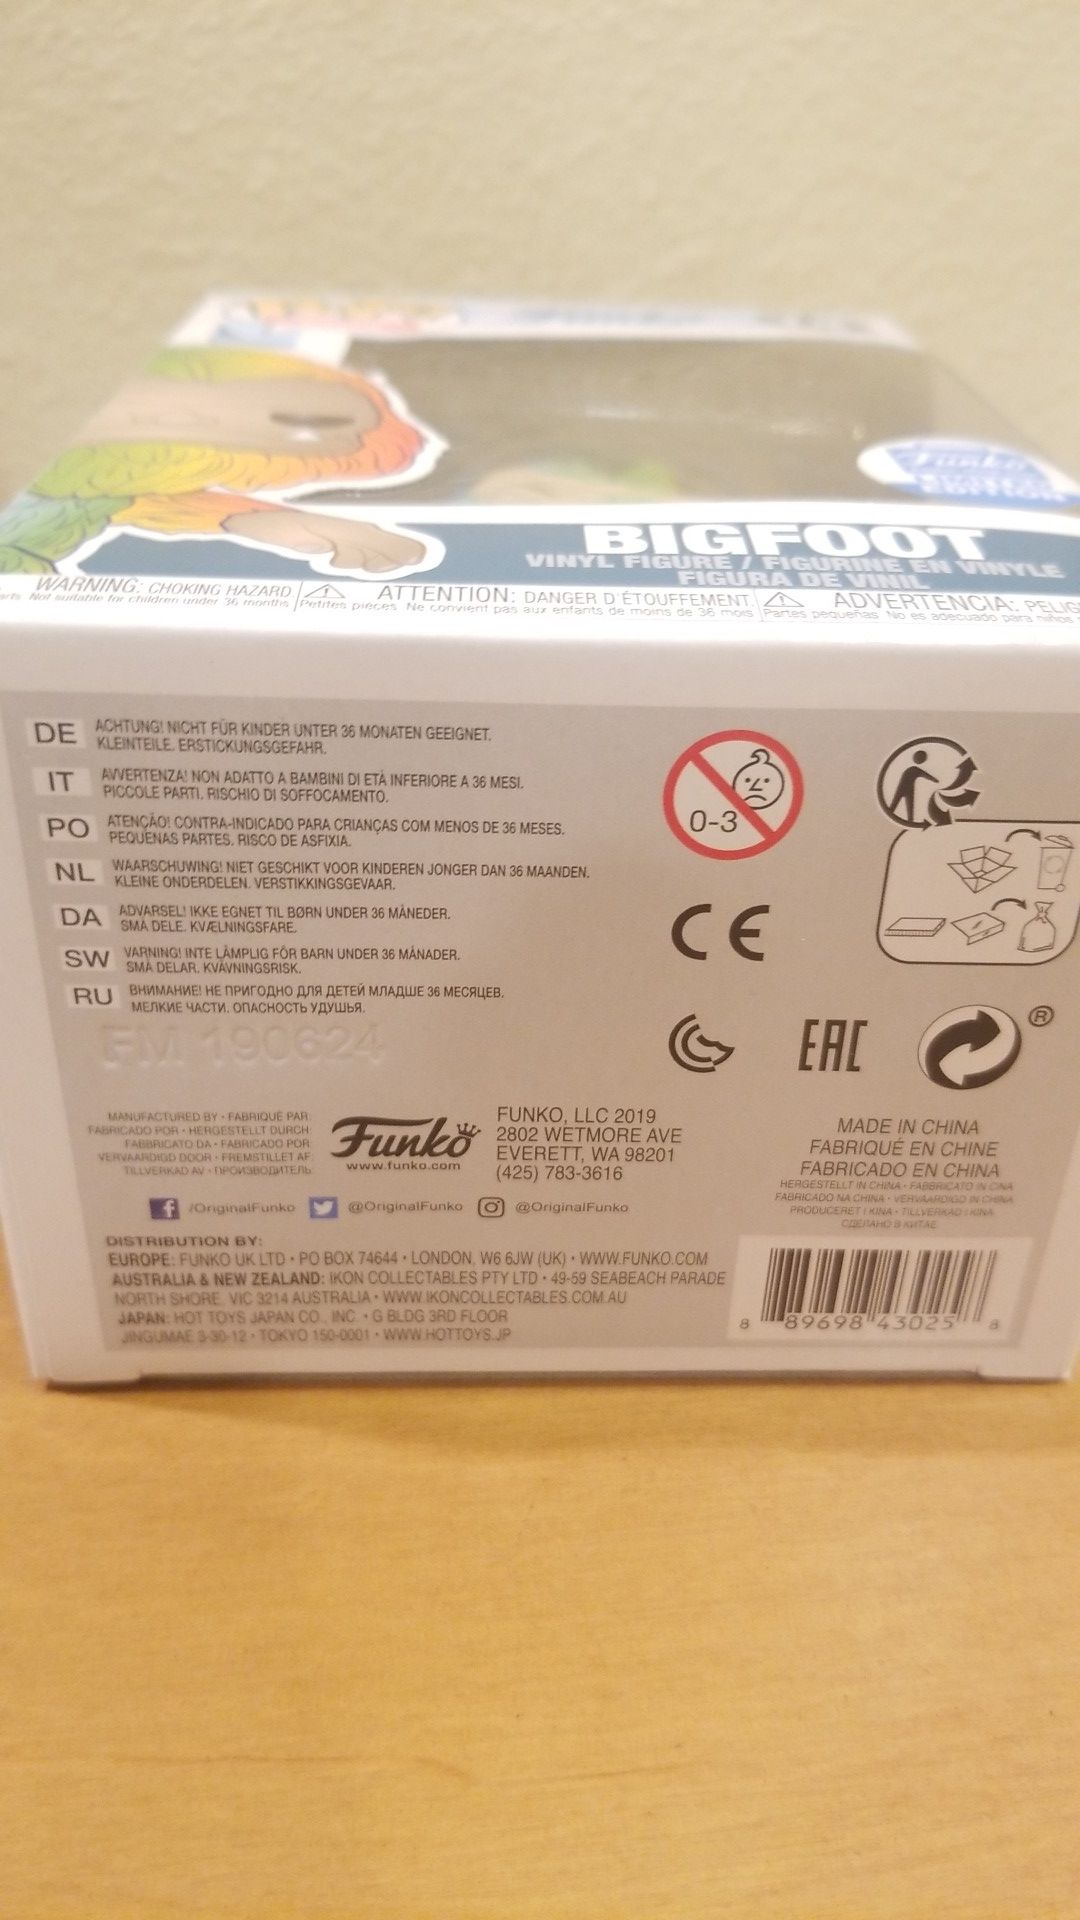 Funko
EDITION
BIGFOOT
VINYL FIGURE / FIGURINE EN VINYLE
FIGURA DE VINIL
WARNING: CHOKING HAZARD. ATTENTION: DANGER D'ÉTOUFFEMENT. ADVERTENCIA: PELIG
Not suitable for children under 36 months Petites pièces. Ne convient pas aux enfants de moins de 36 mois Partes pequeñas No es adecuado para niños
DE ACHTUNG! NICHT FÜR KINDER UNTER 36 MONATEN GEEIGNET.
KLEINTEILE. ERSTICKUNGSGEFAHR.
IT AVVERTENZA! NON ADATTO A BAMBINI DI ETÀ INFERIORE A 36 MESI.
PICCOLE PARTI. RISCHIO DI SOFFOCAMENTO.
PO ATENÇÃO! CONTRA-INDICADO PARA CRIANÇAS COM MENOS DE 36 MESES.
PEQUENAS PARTES. RISCO DE ASFIXIA.
NL WAARSCHUWING! NIET GESCHIKT VOOR KINDEREN JONGER DAN 36 MAANDEN.
KLEINE ONDERDELEN. VERSTIKKINGSGEVAAR.
DA ADVARSEL! IKKE EGNET TIL BØRN UNDER 36 MÅNEDER.
SMÅ DELE. KVÆLNINGSFARE.
SW VARNING! INTE LÄMPLIG FÖR BARN UNDER 36 MÅNADER.
SMÅ DELAR. KVÄVNINGSRISK.
RU ВНИМАНИЕ! НЕ ПРИГОДНО ДЛЯ ДЕТЕЙ МЛАДШЕ 36 МЕСЯЦЕВ.
МЕЛКИЕ ЧАСТИ. ОПАСНОСТЬ УДУШЬЯ.
0-3
CE
FM 190624
EAC
®
MANUFACTURED BY • FABRIQUÉ PAR:
FABRICADO POR • HERGESTELLT DURCH:
FABBRICATO DA • FABRICADO POR:
VERVAARDIGD DOOR • FREMSTILLET AF:
TILLVERKAD AV • ПРОИЗВОДИТЕЛЬ:
Funko
www.funko.com
FUNKO, LLC 2019
2802 WETMORE AVE
EVERETT, WA 98201
(425) 783-3616
MADE IN CHINA
FABRIQUÉ EN CHINE
FABRICADO EN CHINA
HERGESTELLT IN CHINA • FABBRICATO IN CINA
FABRICADO NA CHINA • VERVAARDIGD IN CHINA
PRODUCERET I KINA • TILLVERKAD I KINA
СДЕЛАНО В КИТАЕ
f /OriginalFunko @OriginalFunko @OriginalFunko
DISTRIBUTION BY:
EUROPE: FUNKO UK LTD • PO BOX 74644 • LONDON, W6 6JW (UK) • WWW.FUNKO.COM
AUSTRALIA & NEW ZEALAND: IKON COLLECTABLES PTY LTD • 49-59 SEABEACH PARADE
NORTH SHORE, VIC 3214 AUSTRALIA • WWW.IKONCOLLECTABLES.COM.AU
JAPAN: HOT TOYS JAPAN CO., INC. • G BLDG 3RD FLOOR
JINGUMAE 3-30-12 • TOKYO 150-0001 • WWW.HOTTOYS.JP
8 89698 43025 8